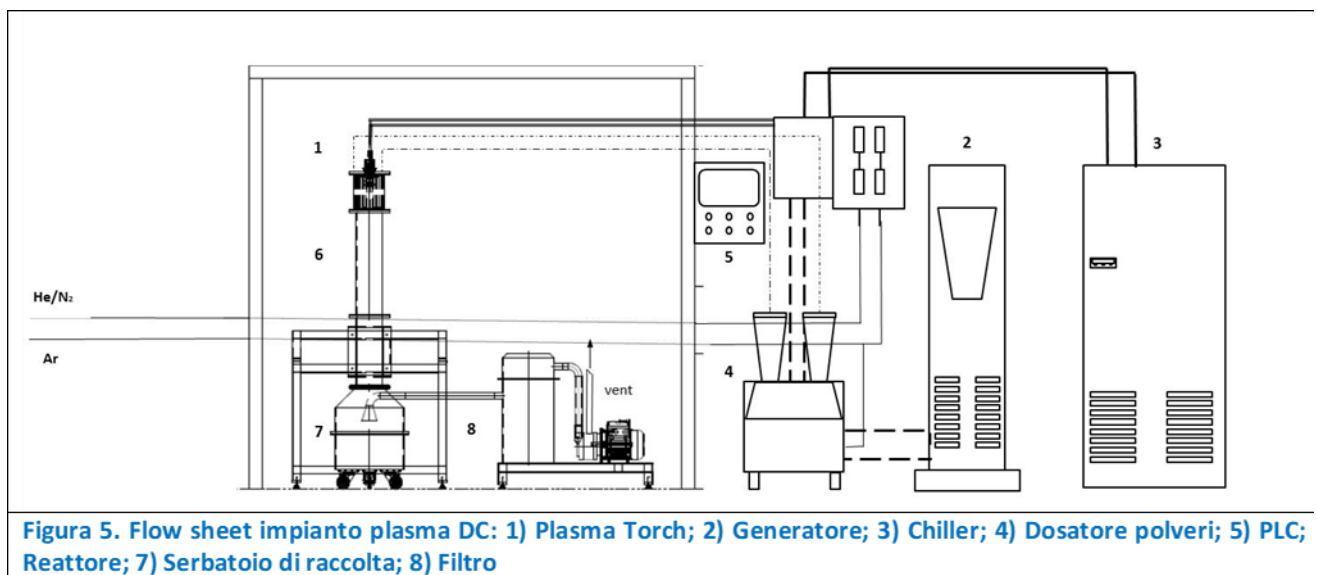 1
2
3
6
5
He/N₂
Ar
4
vent
7
8
Figura 5. Flow sheet impianto plasma DC: 1) Plasma Torch; 2) Generatore; 3) Chiller; 4) Dosatore polveri; 5) PLC;
Reattore; 7) Serbatoio di raccolta; 8) Filtro